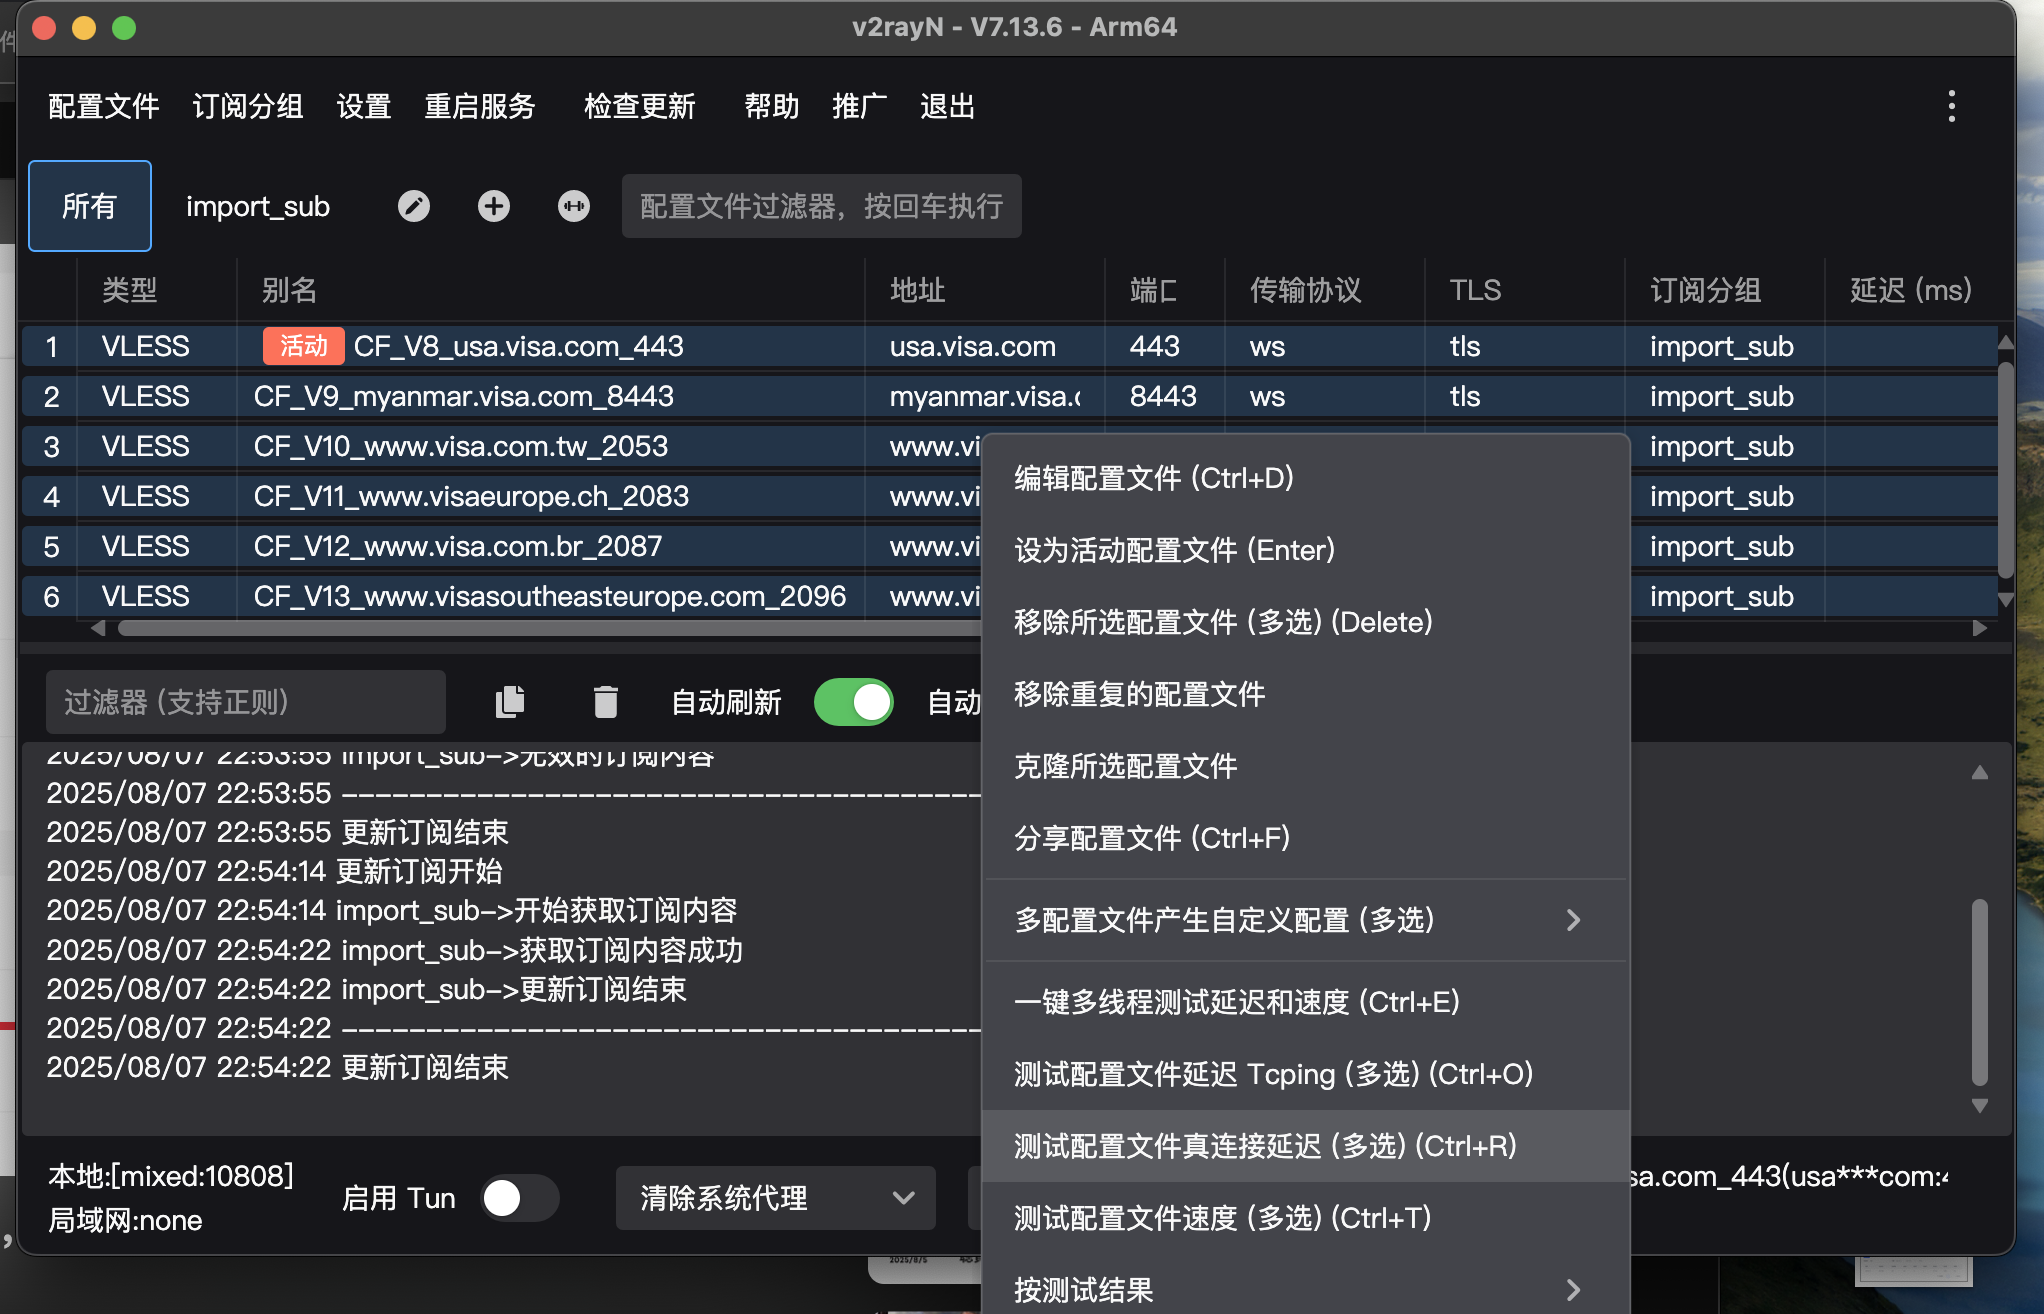 v2rayN - V7.13.6 - Arm64
配置文件 订阅分组 设置 重启服务 检查更新 帮助 推广 退出
所有 import_sub 配置文件过滤器，按回车执行
类型 别名 地址 端口 传输协议 TLS 订阅分组 延迟 (ms)
1 VLESS 活动 CF_V8_usa.visa.com_443 usa.visa.com 443 ws tls import_sub
2 VLESS CF_V9_myanmar.visa.com_8443 myanmar.visa. 8443 ws tls import_sub
3 VLESS CF_V10_www.visa.com.tw_2053 www.vi import_sub
4 VLESS CF_V11_www.visaeurope.ch_2083 www.vi import_sub
5 VLESS CF_V12_www.visa.com.br_2087 www.vi import_sub
6 VLESS CF_V13_www.visasoutheasteurope.com_2096 www.vi import_sub
编辑配置文件 (Ctrl+D)
设为活动配置文件 (Enter)
移除所选配置文件 (多选) (Delete)
移除重复的配置文件
克隆所选配置文件
分享配置文件 (Ctrl+F)
多配置文件产生自定义配置 (多选)
一键多线程测试延迟和速度 (Ctrl+E)
测试配置文件延迟 Tcping (多选) (Ctrl+O)
测试配置文件真连接延迟 (多选) (Ctrl+R)
测试配置文件速度 (多选) (Ctrl+T)
按测试结果
过滤器 (支持正则) 自动刷新 自动
2025/08/07 22:53:55 import_sub->无效的订阅内容
2025/08/07 22:53:55 ---------------------------------------
2025/08/07 22:53:55 更新订阅结束
2025/08/07 22:54:14 更新订阅开始
2025/08/07 22:54:14 import_sub->开始获取订阅内容
2025/08/07 22:54:22 import_sub->获取订阅内容成功
2025/08/07 22:54:22 import_sub->更新订阅结束
2025/08/07 22:54:22 ---------------------------------------
2025/08/07 22:54:22 更新订阅结束
本地:[mixed:10808]
局域网:none
启用 Tun 清除系统代理 sa.com_443(usa***com:4